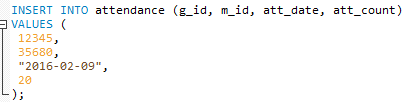 INSERT INTO attendance (g_id, m_id, att_date, att_count)
VALUES (
12345,
35680,
"2016-02-09",
20
);